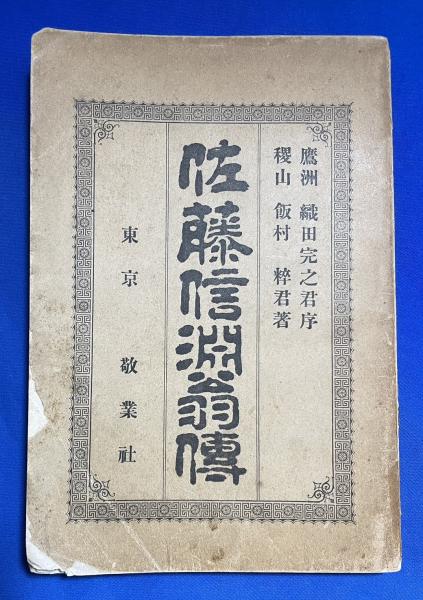 鷹洲 織田完之君序
稷山 飯村 粹君著
佐藤信淵翁傳
東京 敬業社